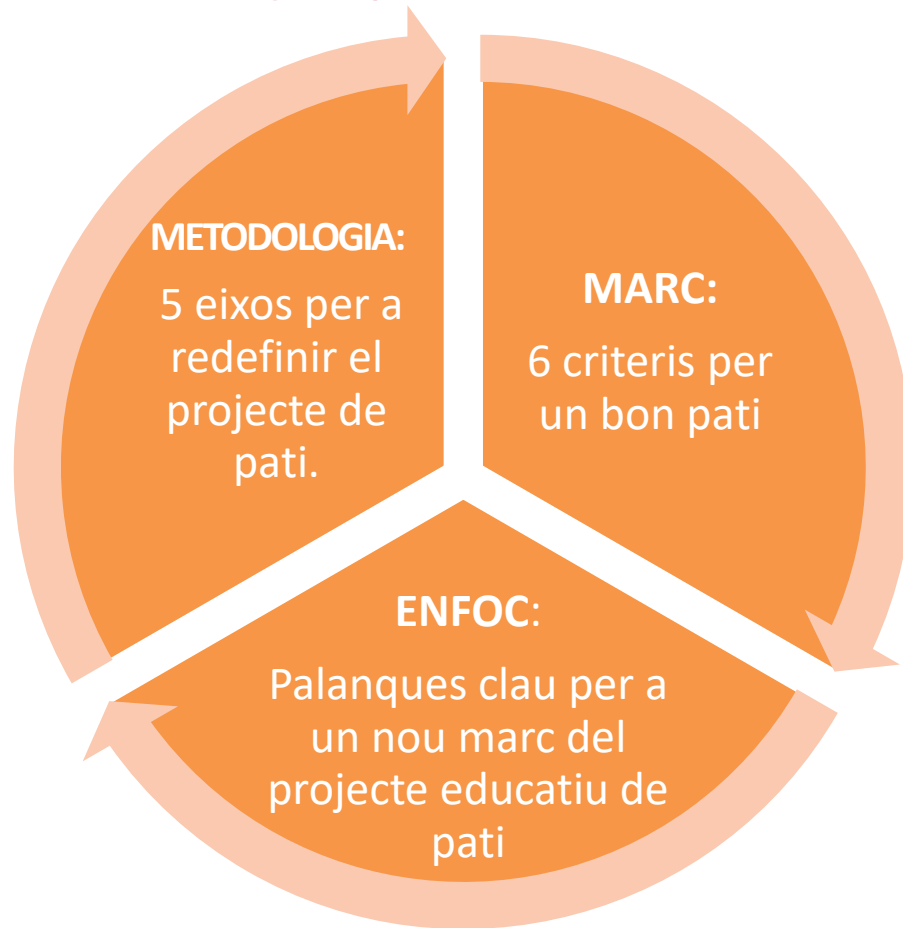 METODOLOGIA:
5 eixos per a
redefinir el
projecte de
pati.
MARC:
6 criteris per
un bon pati
ENFOC:
Palanques clau per a
un nou marc del
projecte educatiu de
pati